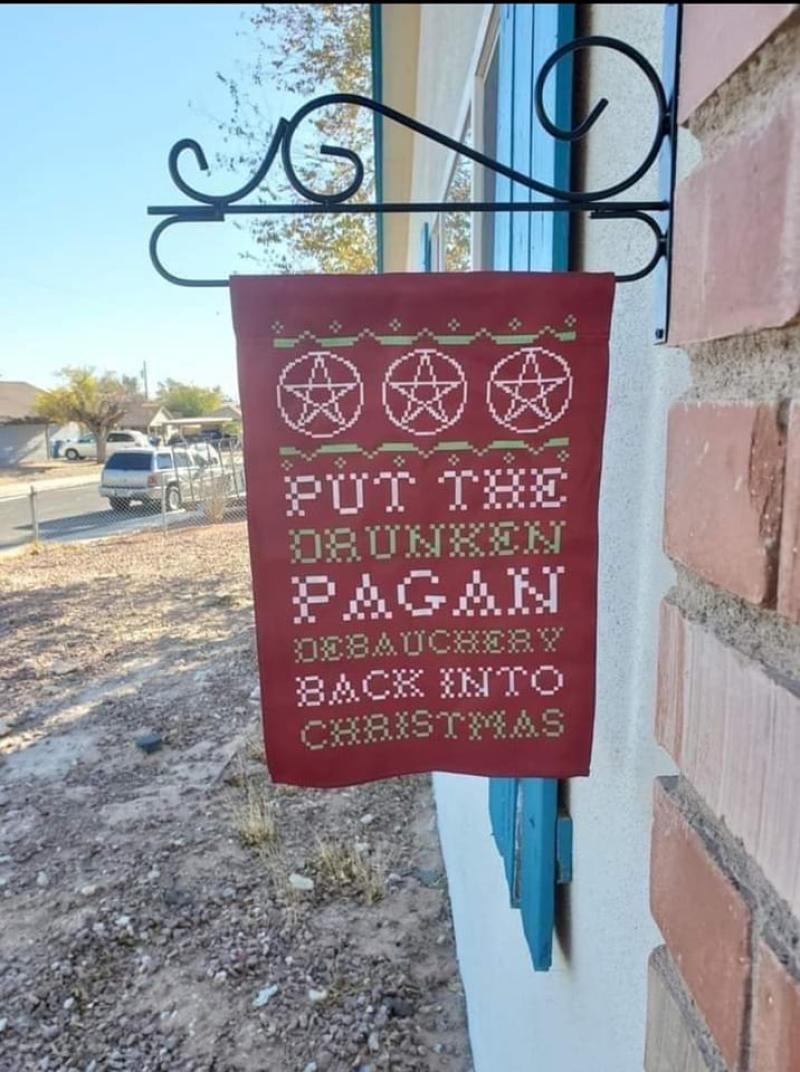 PUT THE
DRUNKEN
PAGAN
DEBAUCHERY
BACK INTO
CHRISTMAS